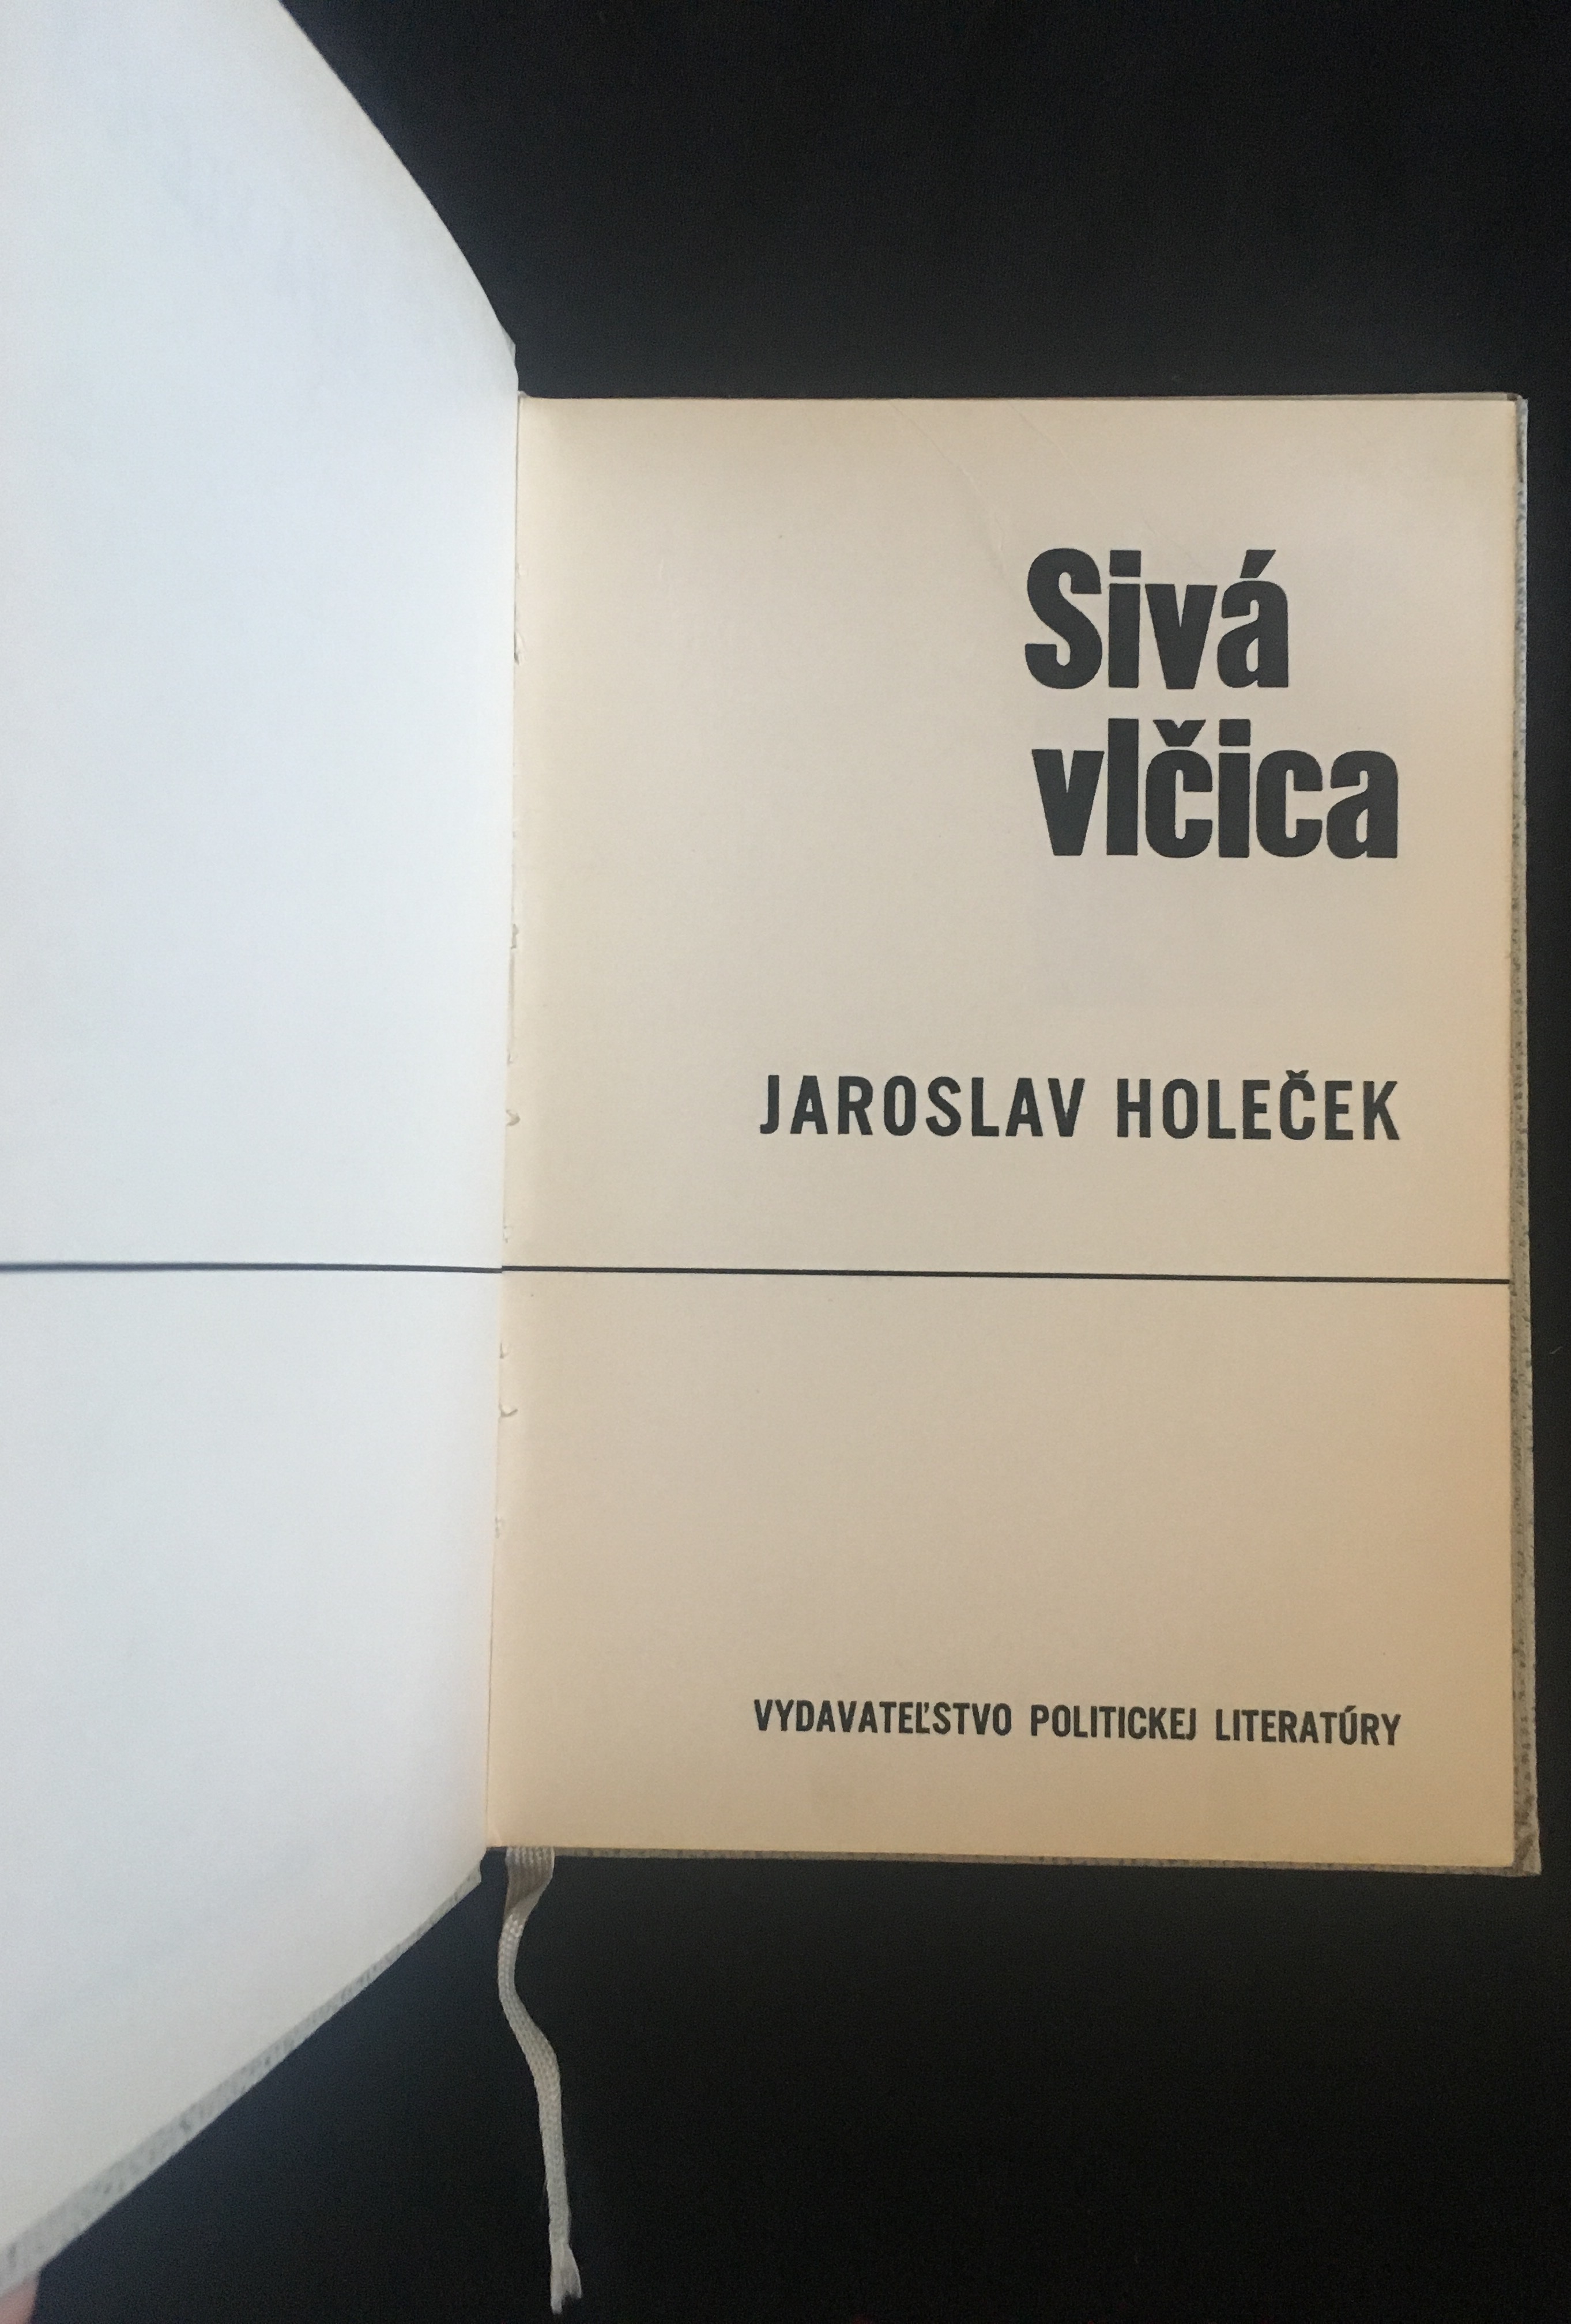 Sivá
vlčica
JAROSLAV HOLEČEK
VYDAVATEĽSTVO POLITICKEJ LITERATÚRY